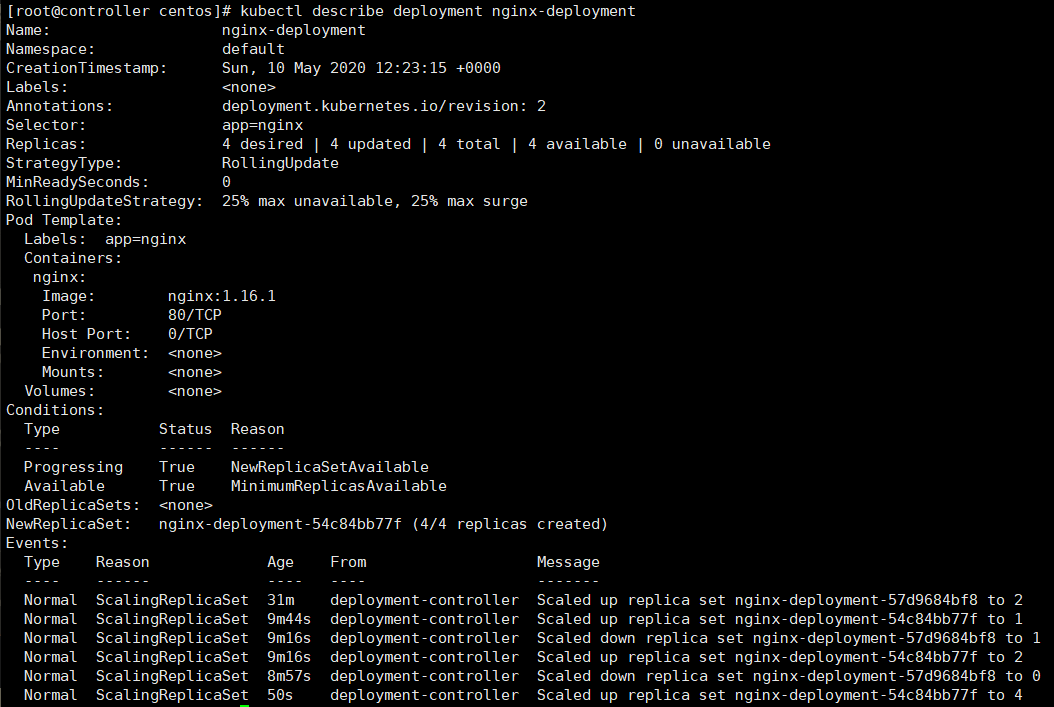 [root@controller centos]# kubectl describe deployment nginx-deployment
Name:                   nginx-deployment
Namespace:              default
CreationTimestamp:      Sun, 10 May 2020 12:23:15 +0000
Labels:                 <none>
Annotations:            deployment.kubernetes.io/revision: 2
Selector:               app=nginx
Replicas:               4 desired | 4 updated | 4 total | 4 available | 0 unavailable
StrategyType:           RollingUpdate
MinReadySeconds:        0
RollingUpdateStrategy:  25% max unavailable, 25% max surge
Pod Template:
  Labels:  app=nginx
  Containers:
   nginx:
    Image:        nginx:1.16.1
    Port:         80/TCP
    Host Port:    0/TCP
    Environment:  <none>
    Mounts:       <none>
  Volumes:        <none>
Conditions:
  Type           Status  Reason
  ----           ------  ------
  Progressing    True    NewReplicaSetAvailable
  Available      True    MinimumReplicasAvailable
OldReplicaSets:  <none>
NewReplicaSet:   nginx-deployment-54c84bb77f (4/4 replicas created)
Events:
  Type    Reason             Age    From                   Message
  ----    ------             ----   ----                   -------
  Normal  ScalingReplicaSet  31m    deployment-controller  Scaled up replica set nginx-deployment-57d9684bf8 to 2
  Normal  ScalingReplicaSet  9m44s  deployment-controller  Scaled up replica set nginx-deployment-54c84bb77f to 1
  Normal  ScalingReplicaSet  9m16s  deployment-controller  Scaled down replica set nginx-deployment-57d9684bf8 to 1
  Normal  ScalingReplicaSet  9m16s  deployment-controller  Scaled up replica set nginx-deployment-54c84bb77f to 2
  Normal  ScalingReplicaSet  8m57s  deployment-controller  Scaled down replica set nginx-deployment-57d9684bf8 to 0
  Normal  ScalingReplicaSet  50s    deployment-controller  Scaled up replica set nginx-deployment-54c84bb77f to 4